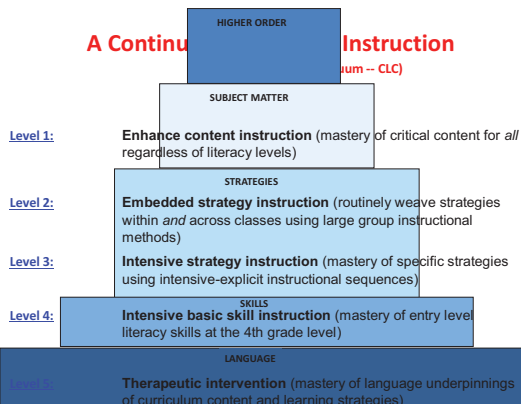 HIGHER ORDER
A Continu Instruction
uum -- CLC)
SUBJECT MATTER
Level 1: Enhance content instruction (mastery of critical content for all
regardless of literacy levels)
STRATEGIES
Level 2: Embedded strategy instruction (routinely weave strategies
within and across classes using large group instructional
methods)
Level 3: Intensive strategy instruction (mastery of specific strategies
using intensive-explicit instructional sequences)
SKILLS
Level 4: Intensive basic skill instruction (mastery of entry level
literacy skills at the 4th grade level)
LANGUAGE
Level 5: Therapeutic intervention (mastery of language underpinnings
of curriculum content and learning strategies)